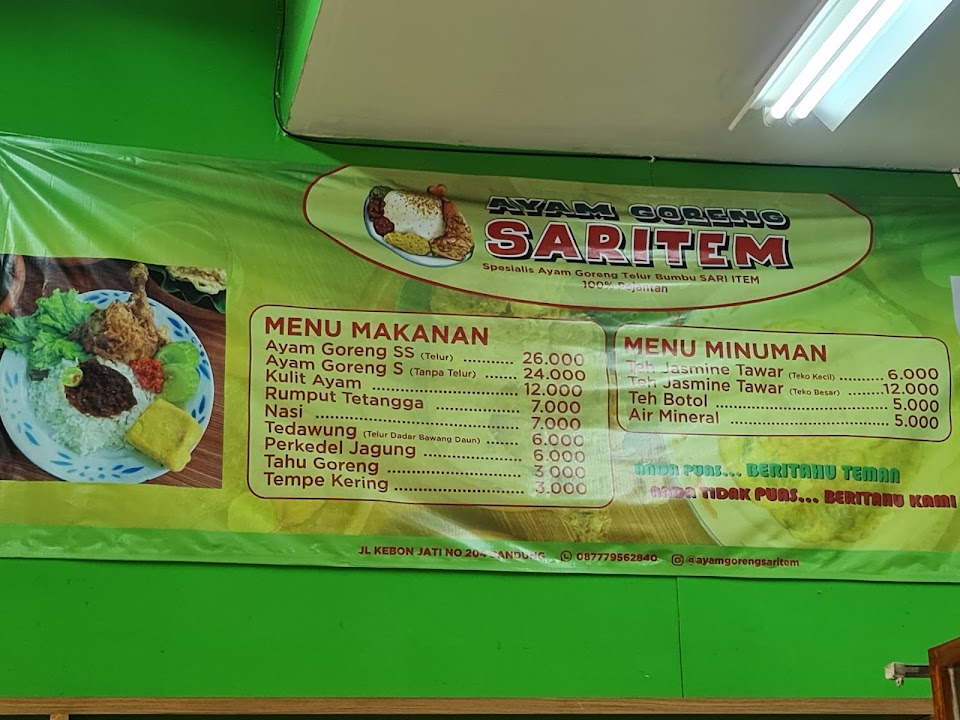 AYAM GORENG
SARITEM
Spesialis Ayam Goreng Telur Bumbu SARI ITEM
100% Pejantan
MENU MAKANAN
Ayam Goreng SS (Telur) .......... 26.000
Ayam Goreng S (Tanpa Telur) ....... 24.000
Kulit Ayam .......................... 12.000
Rumput Tetangga ................ 7.000
Nasi ..................................... 7.000
Tedawung (Telur Dadar Bawang Daun) ...... 6.000
Perkedel Jagung .................. 6.000
Tahu Goreng ........................ 3.000
Tempe Kering ....................... 3.000
MENU MINUMAN
Teh Jasmine Tawar (Teko Kecil) .......... 6.000
Teh Jasmine Tawar (Teko Besar) ........ 12.000
Teh Botol ................................ 5.000
Air Mineral .............................. 5.000
ANDA PUAS... BERITAHU TEMAN
ANDA TIDAK PUAS... BERITAHU KAMI
JL KEBON JATI NO 204 BANDUNG 087779562840 @ayamgorengsaritem